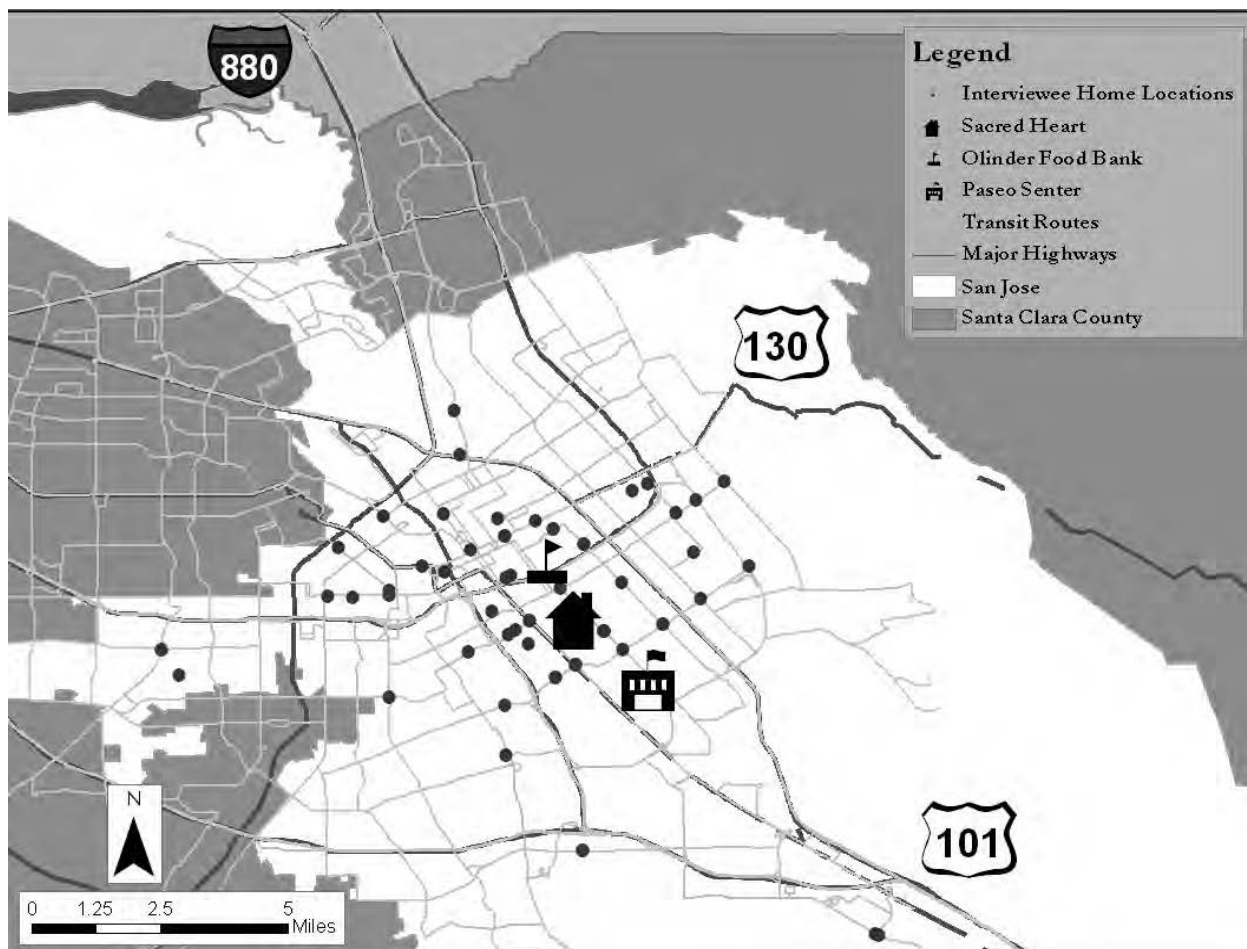 880
Legend
Interviewee Home Locations
Sacred Heart
Olinder Food Bank
Paseo Senter
Transit Routes
Major Highways
San Jose
Santa Clara County
130
101
N
0 1.25 2.5 5
Miles